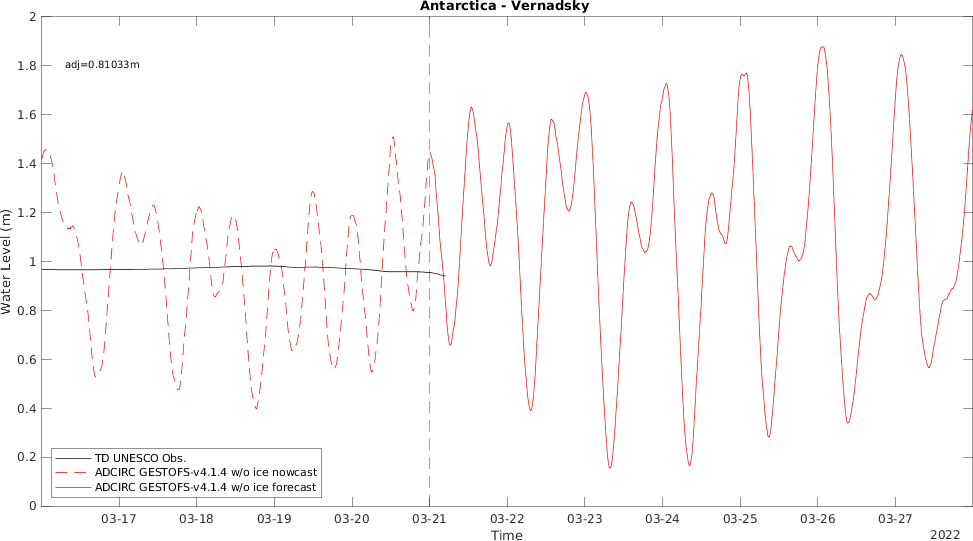 Antarctica - Vernadsky
2
1.8
1.6
1.4
1.2
1
0.8
0.6
0.4
0.2
0
Water Level (m)
adj=0.81033m
TD UNESCO Obs.
ADCIRC GESTOFS-v4.1.4 w/o ice nowcast
ADCIRC GESTOFS-v4.1.4 w/o ice forecast
03-17 03-18 03-19 03-20 03-21 03-22 03-23 03-24 03-25 03-26 03-27
Time
2022